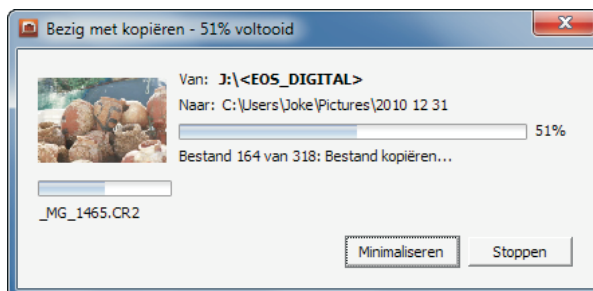 Bezig met kopiëren - 51% voltooid
Van: J:\<EOS_DIGITAL>
Naar: C:\Users\Joke\Pictures\2010 12 31
51%
Bestand 164 van 318: Bestand kopiëren...
_MG_1465.CR2
Minimaliseren Stoppen